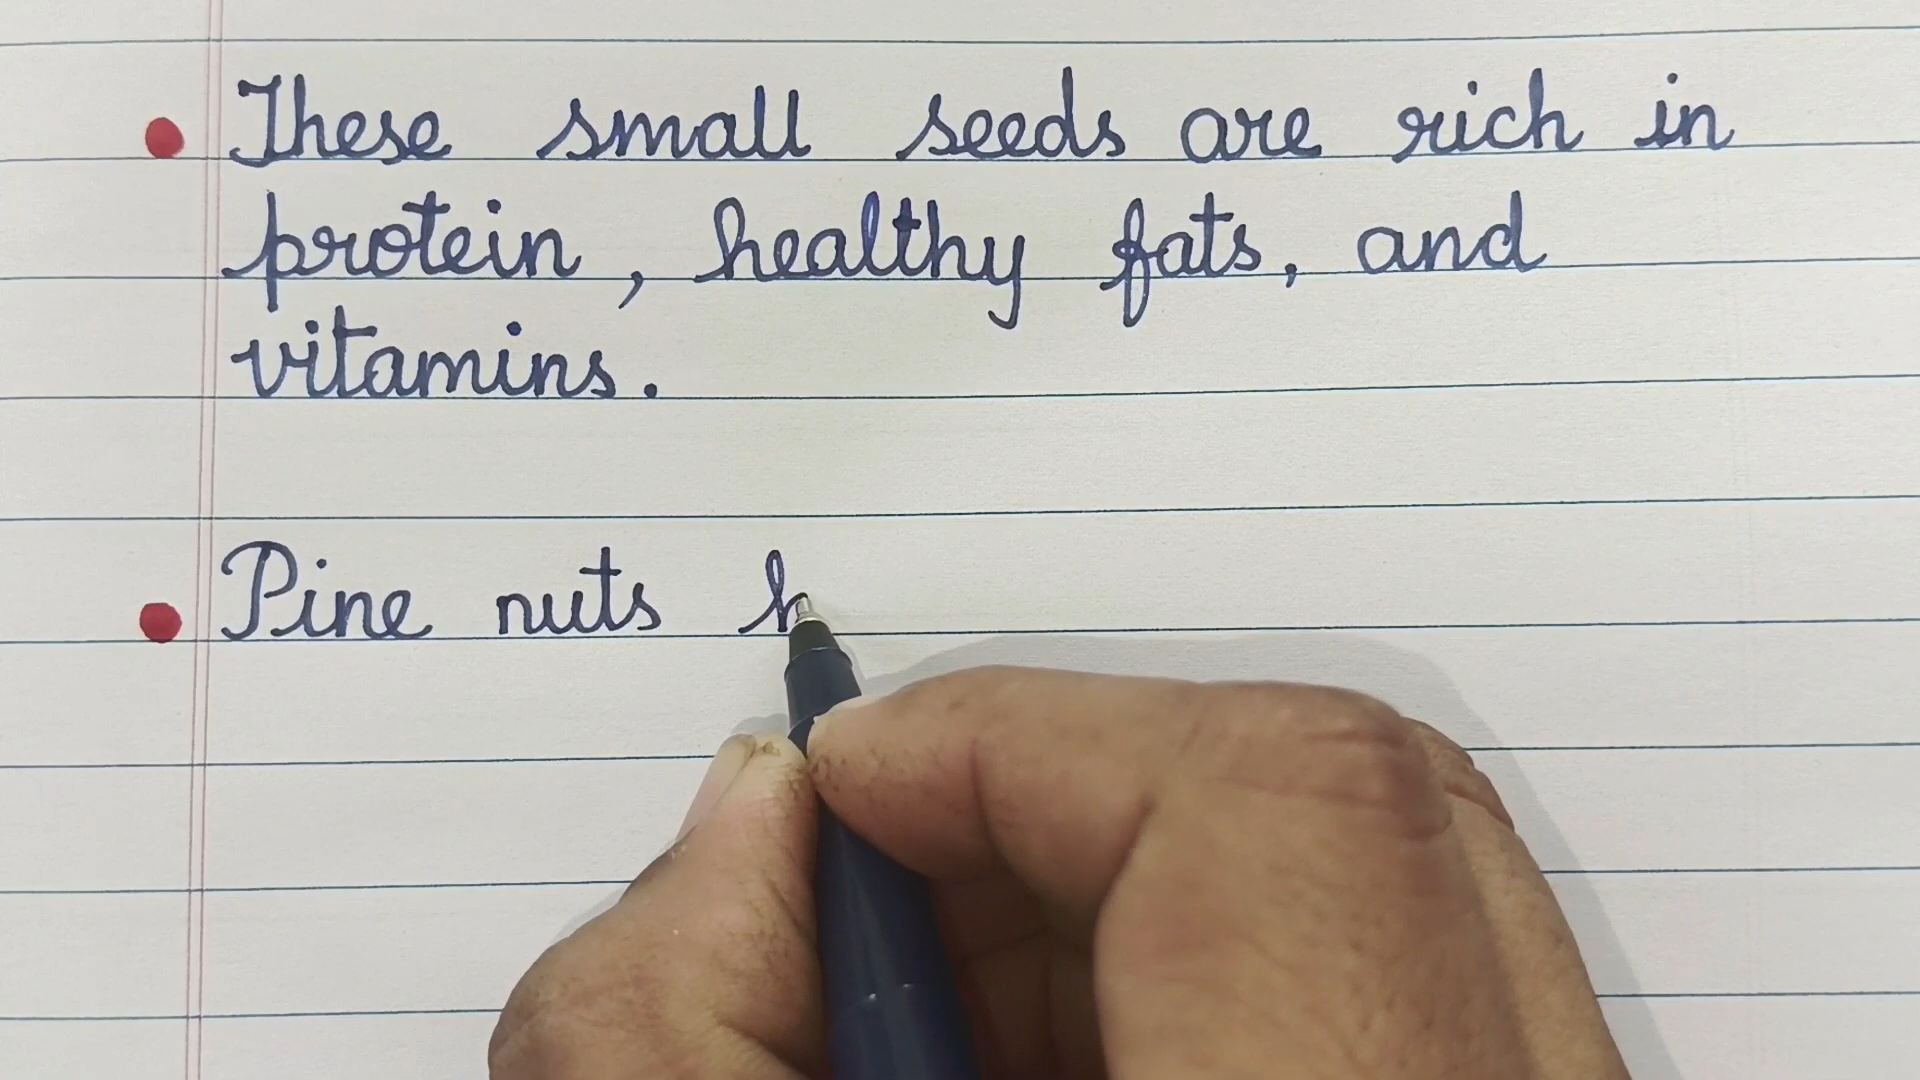 These small seeds are rich in
protein, healthy fats, and
vitamins.
Pine nuts h